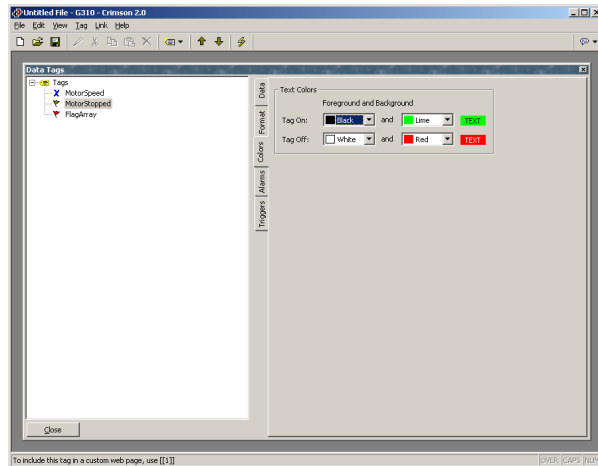 Untitled File - G310 - Crimson 2.0
File Edit View Tag Link Help
Data Tags
Tags
MotorSpeed
MotorStopped
FlagArray
Data
Format
Colors
Alarms
Triggers
Text Colors
Foreground and Background
Tag On: Black and Lime TEXT
Tag Off: White and Red TEXT
Close
To include this tag in a custom web page, use [[1]]
OVER CAPS NUM